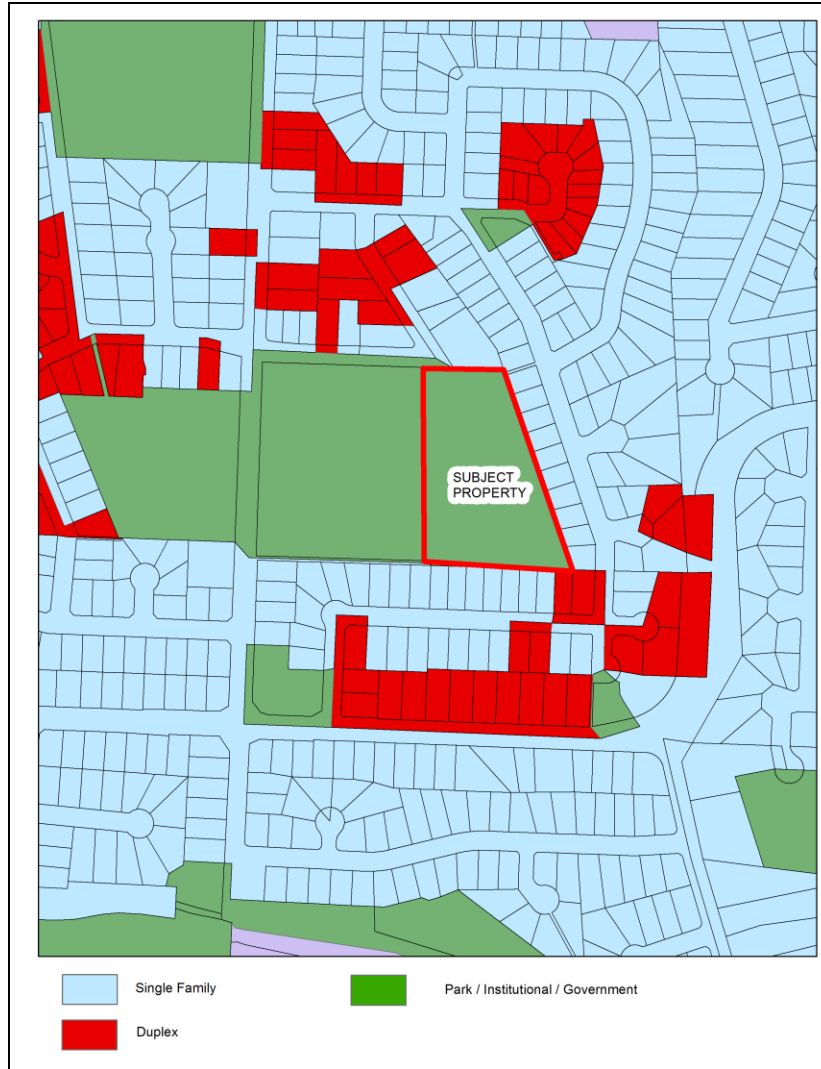 SUBJECT
PROPERTY
Single Family
Park / Institutional / Government
Duplex